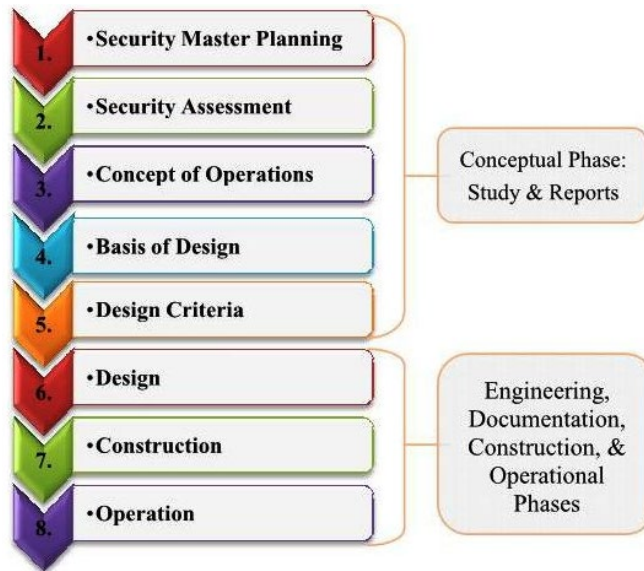 1.
•Security Master Planning
2.
•Security Assessment
3.
•Concept of Operations
4.
•Basis of Design
5.
•Design Criteria
6.
•Design
7.
•Construction
8.
•Operation
Conceptual Phase:
Study & Reports
Engineering,
Documentation,
Construction, &
Operational
Phases